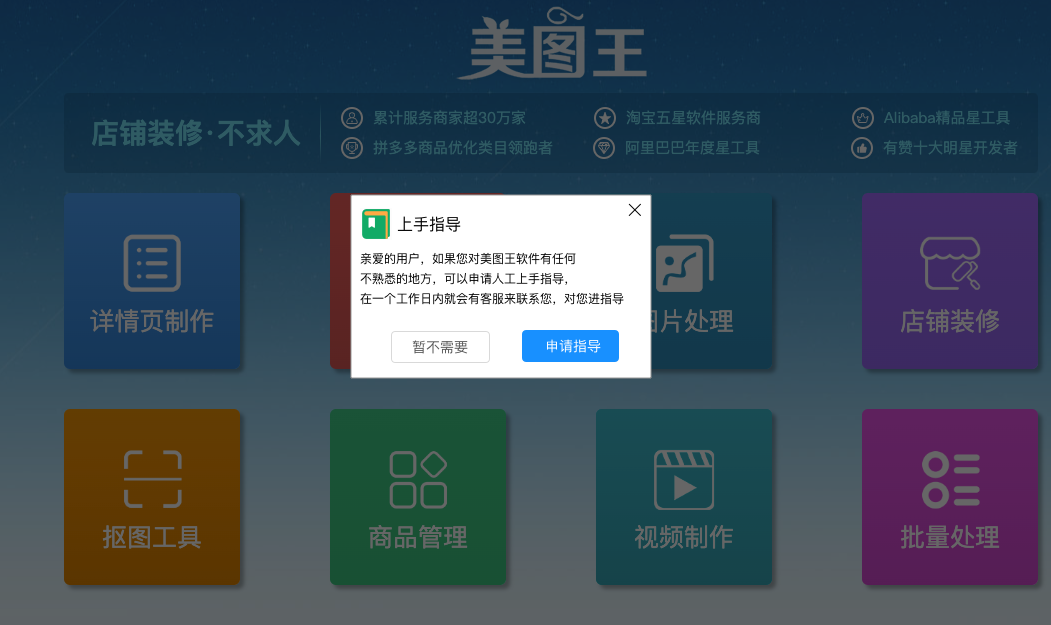 美图王
店铺装修·不求人
累计服务商家超30万家
淘宝五星软件服务商
Alibaba精品星工具
拼多多商品优化类目领跑者
阿里巴巴年度星工具
有赞十大明星开发者
上手指导
亲爱的用户，如果您对美图王软件有任何
不熟悉的地方，可以申请人工上手指导，
在一个工作日内就会有客服来联系您，对您进指导
暂不需要
申请指导
详情页制作
片处理
店铺装修
抠图工具
商品管理
视频制作
批量处理